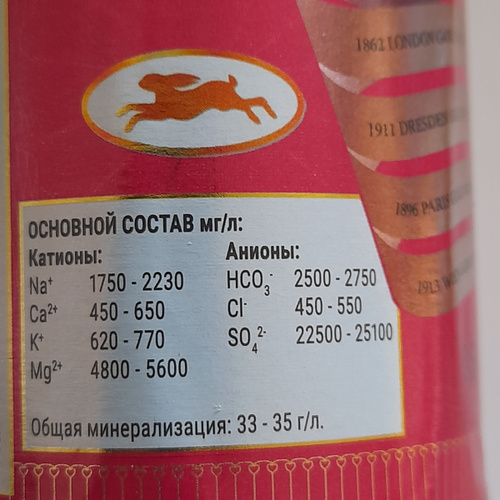 1862 LONDON
1911 DRESDEN
1896 PARIS
1913
ОСНОВНОЙ СОСТАВ мг/л:
Катионы: Анионы:
Na⁺ 1750 - 2230 HCO₃⁻ 2500 - 2750
Ca²⁺ 450 - 650 Cl⁻ 450 - 550
K⁺ 620 - 770 SO₄²⁻ 22500 - 25100
Mg²⁺ 4800 - 5600
Общая минерализация: 33 - 35 г/л.